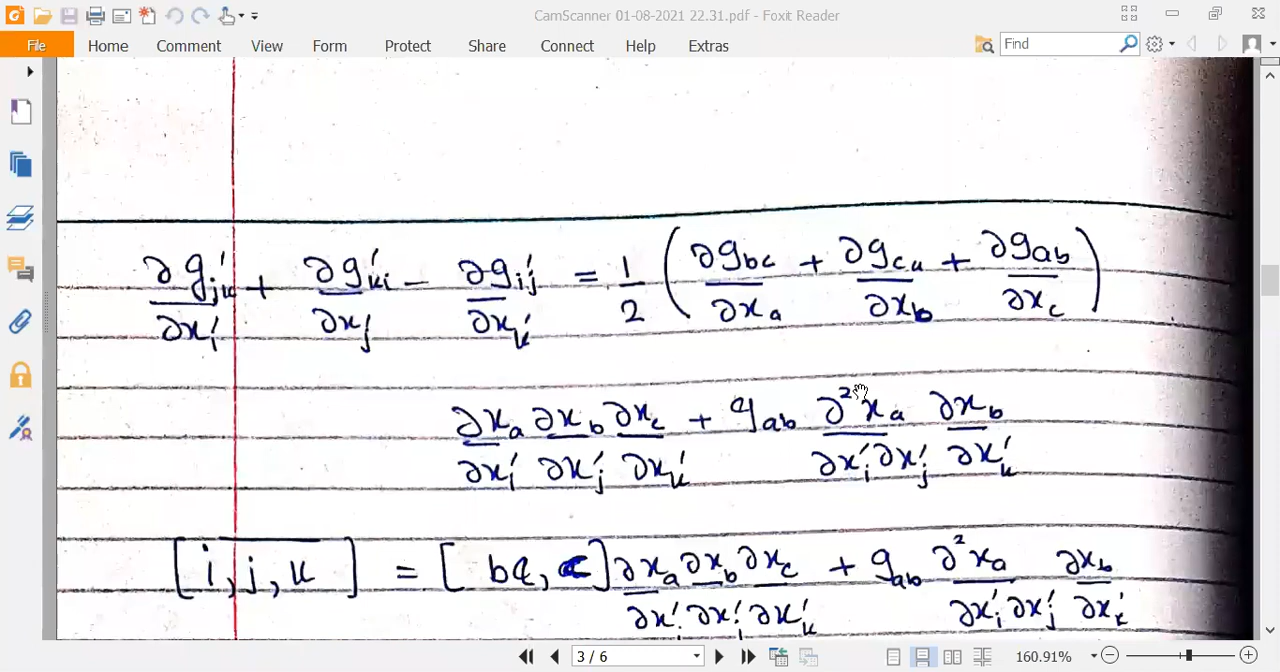 CamScanner 01-08-2021 22.31.pdf - Foxit Reader
File Home Comment View Form Protect Share Connect Help Extras Find
∂g'jk/∂x'i + ∂g'ki/∂xj - ∂g'ij/∂x'k = 1/2 (∂gbc/∂xa + ∂gca/∂xb + ∂gab/∂xc)
∂xa/∂x'i ∂xb/∂x'j ∂xc/∂x'k + gab ∂²xa/∂x'i∂x'j ∂xb/∂x'k
[i,j,k] = [ba, c] ∂xa/∂x'i ∂xb/∂x'j ∂xc/∂x'k + gab ∂²xa/∂x'i∂x'j ∂xb/∂x'k
3 / 6 160.91%